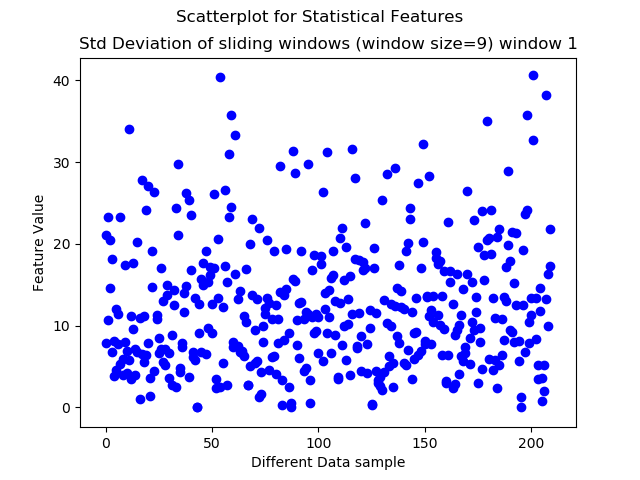 Scatterplot for Statistical Features
Std Deviation of sliding windows (window size=9) window 1
40
30
20
10
0
Feature Value
0 50 100 150 200
Different Data sample